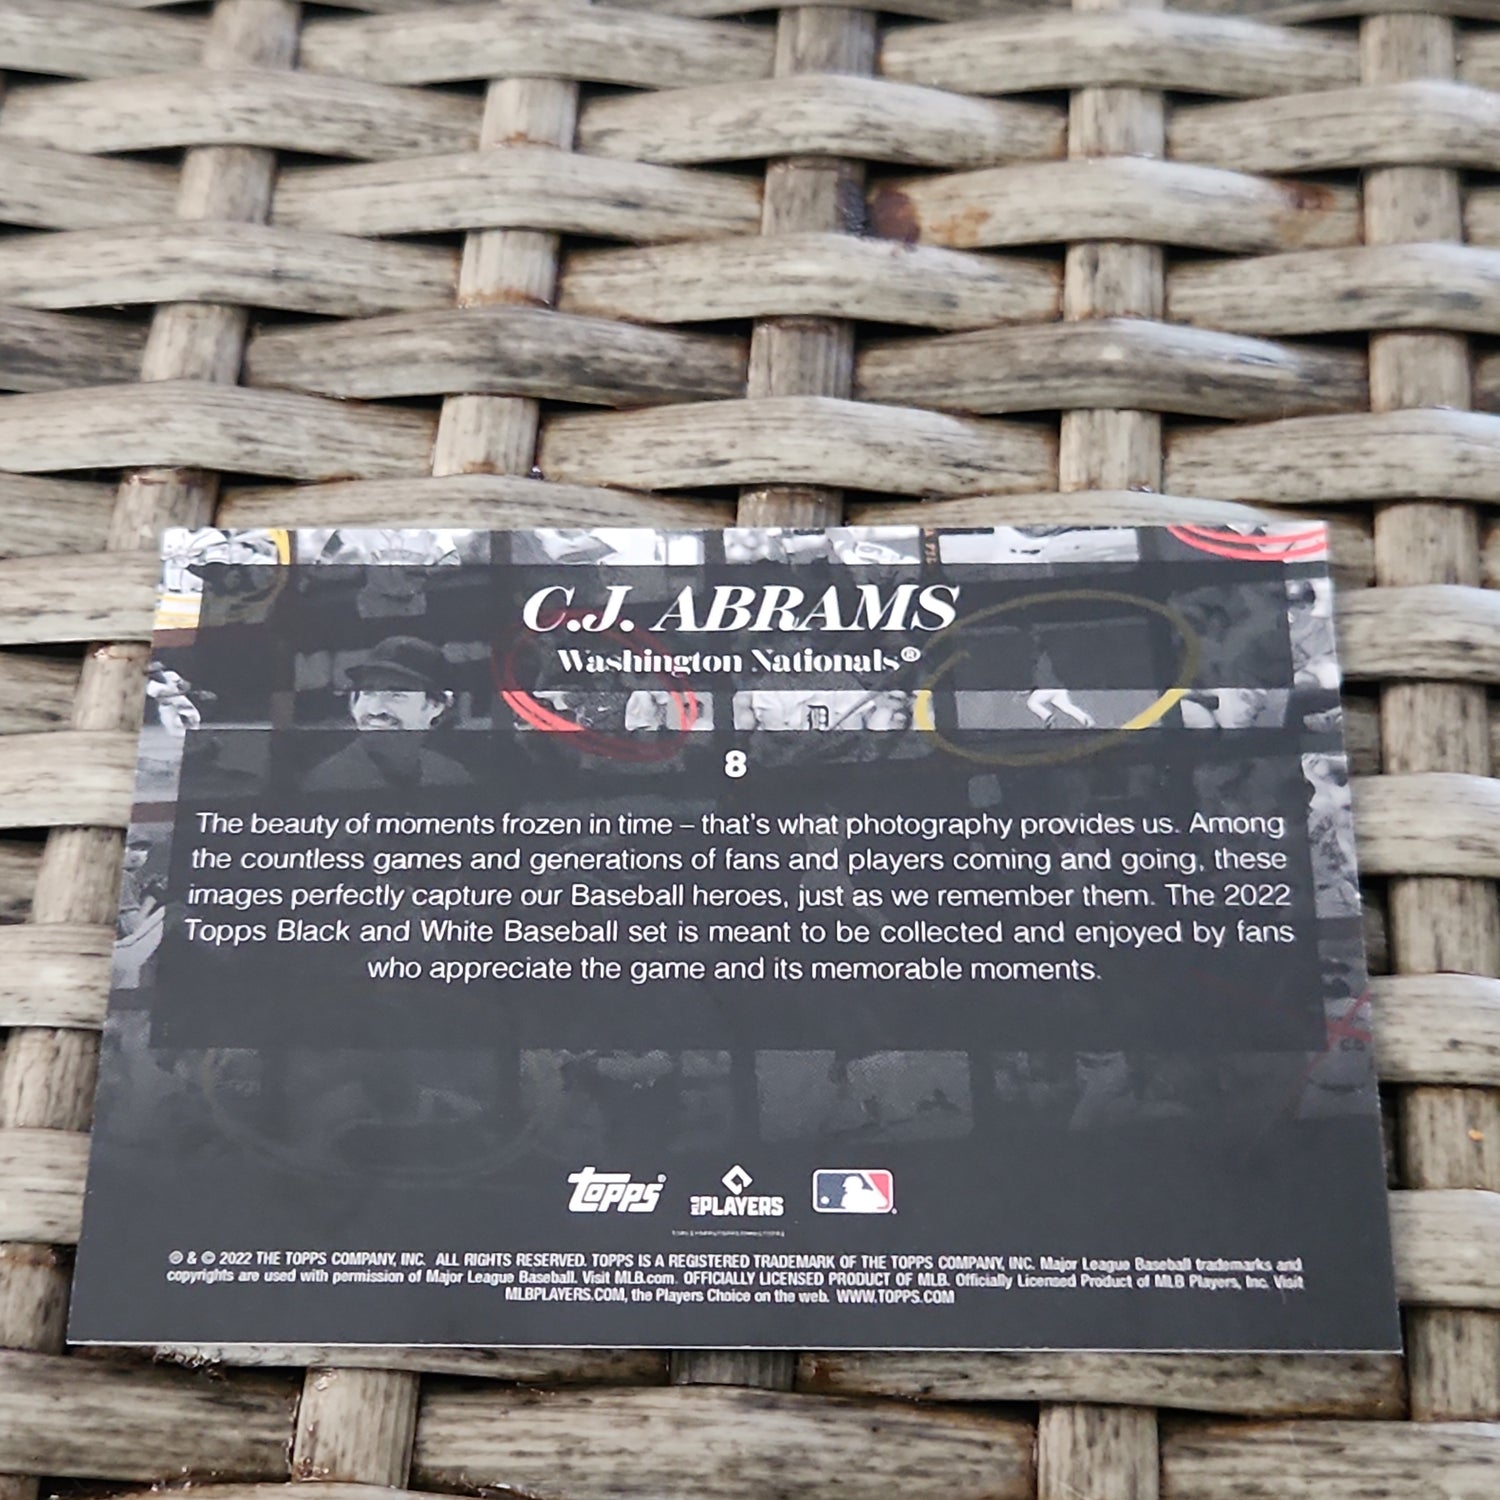 C.J. ABRAMS
Washington Nationals®
8
The beauty of moments frozen in time – that's what photography provides us. Among
the countless games and generations of fans and players coming and going, these
images perfectly capture our Baseball heroes, just as we remember them. The 2022
Topps Black and White Baseball set is meant to be collected and enjoyed by fans
who appreciate the game and its memorable moments.
topps MLB PLAYERS
® & © 2022 THE TOPPS COMPANY, INC. ALL RIGHTS RESERVED. TOPPS IS A REGISTERED TRADEMARK OF THE TOPPS COMPANY, INC. Major League Baseball trademarks and
copyrights are used with permission of Major League Baseball. Visit MLB.com. OFFICIALLY LICENSED PRODUCT OF MLB. Officially Licensed Product of MLB Players, Inc. Visit
MLBPLAYERS.COM, the Players Choice on the web. WWW.TOPPS.COM